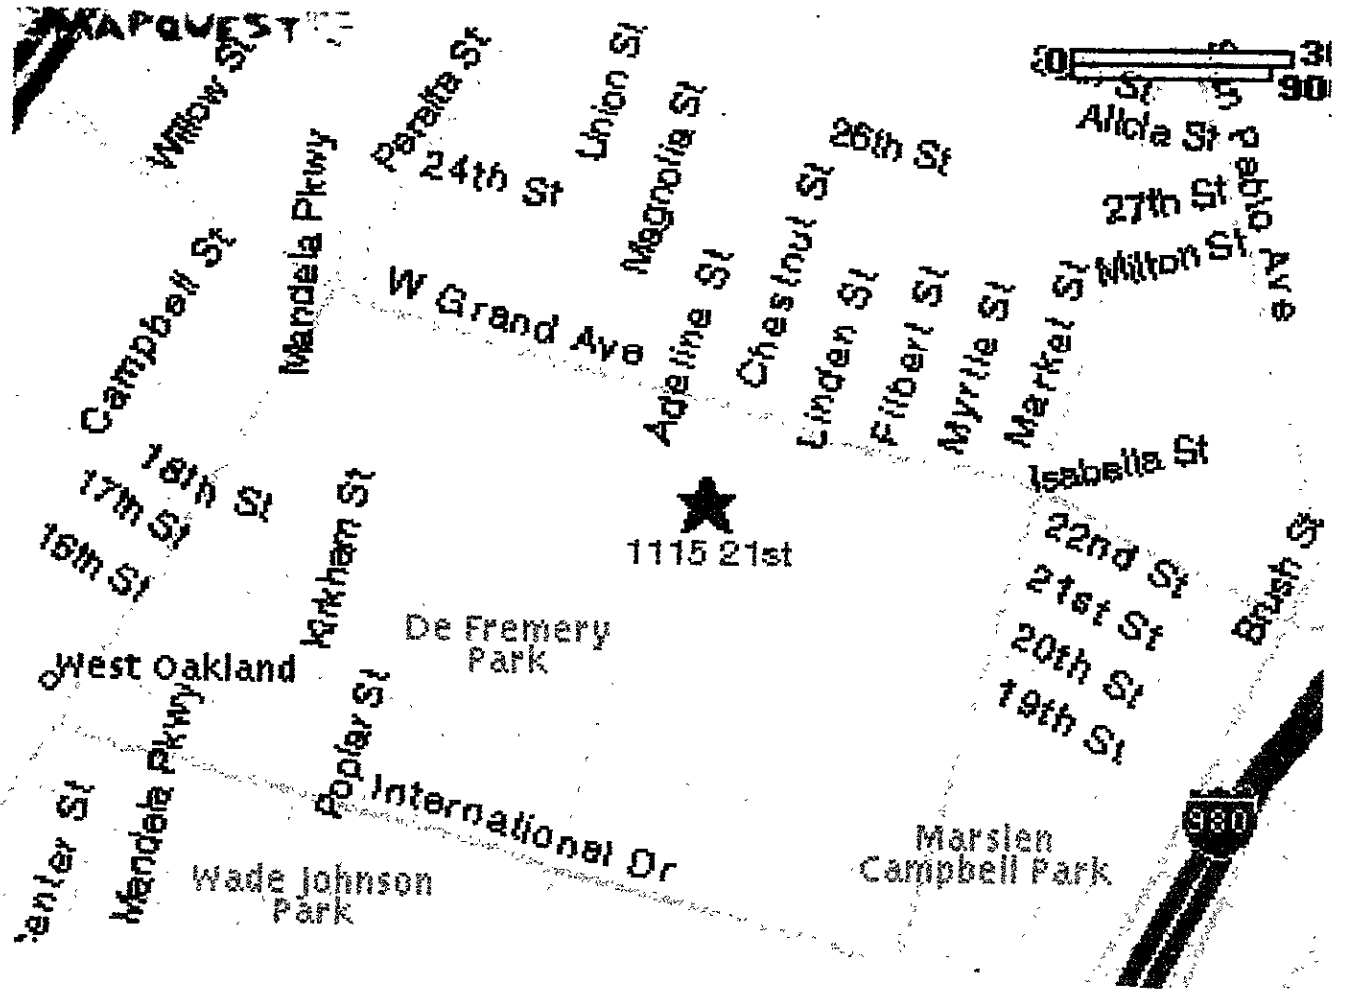 MAPQUEST
Willow St
Peralta St
Union St
Magnolia St
24th St
26th St
Alicia St
27th St
Milton St
Pablo Ave
Mandela Pkwy
Campbell St
W Grand Ave
Adeline St
Chestnut St
Linden St
Filbert St
Myrtle St
Market St
Isabella St
18th St
17th St
16th St
Kirkham St
1115 21st
22nd St
21st St
20th St
19th St
Brush St
De Fremery
Park
West Oakland
Mandela Pkwy
Poplar St
International Dr
980
enter St
Wade Johnson
Park
Marsten
Campbell Park